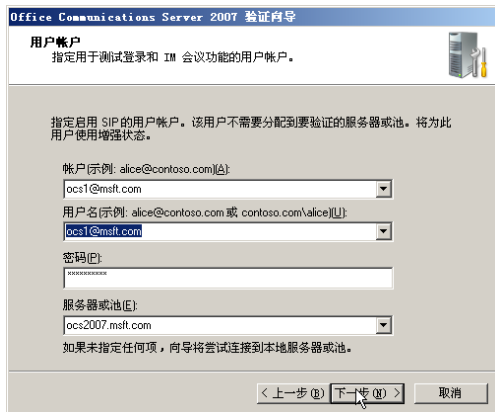 Office Communications Server 2007 验证向导
用户帐户
指定用于测试登录和 IM 会议功能的用户帐户。
指定启用 SIP的用户帐户。该用户不需要分配到要验证的服务器或池。将为此
用户使用增强状态。
帐户(示例: alice@contoso.com)(A):
ocs1@msft.com
用户名(示例: alice@contoso.com 或 contoso.com\alice)(U):
ocs1@msft.com
密码(P):
**********
服务器或池(E):
ocs2007.msft.com
如果未指定任何项，向导将尝试连接到本地服务器或池。
< 上一步(B) 下一步(N) > 取消